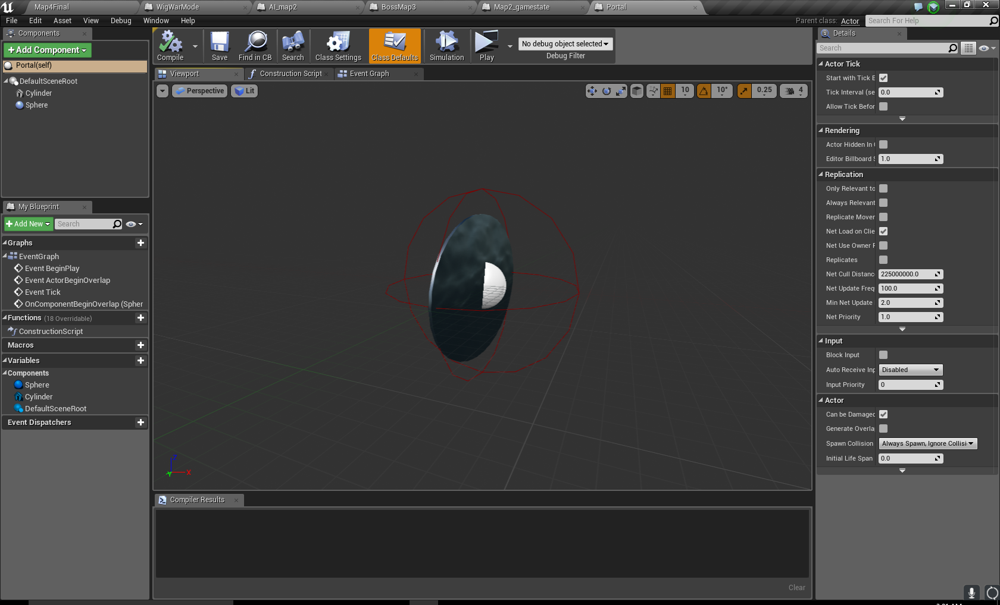 Map4Final
WigWarMode
AI_map2
BossMap3
Map2_gamestate
Portal
File Edit Asset View Debug Window Help
Parent class: Actor
Search For Help
Components
+ Add Component
Portal(self)
DefaultSceneRoot
Cylinder
Sphere
My Blueprint
+ Add New
Search
Graphs
EventGraph
Event BeginPlay
Event ActorBeginOverlap
Event Tick
OnComponentBeginOverlap (Spher
Functions (18 Overridable)
ConstructionScript
Macros
Variables
Components
Sphere
Cylinder
DefaultSceneRoot
Event Dispatchers
Compile
Save
Find in CB
Search
Class Settings
Class Defaults
Simulation
Play
No debug object selected
Debug Filter
Viewport
Construction Script
Event Graph
Perspective
Lit
10
10°
0.25
4
Z
X
Y
Compiler Results
Clear
Details
Search
Actor Tick
Start with Tick E
Tick Interval (se 0.0
Allow Tick Befor
Rendering
Actor Hidden In
Editor Billboard S 1.0
Replication
Only Relevant to
Always Relevant
Replicate Mover
Net Load on Clie
Net Use Owner F
Replicates
Net Cull Distanc 225000000.0
Net Update Freq 100.0
Min Net Update 2.0
Net Priority 1.0
Input
Block Input
Auto Receive Inp Disabled
Input Priority 0
Actor
Can be Damaged
Generate Overla
Spawn Collision Always Spawn, Ignore Collisi
Initial Life Span 0.0